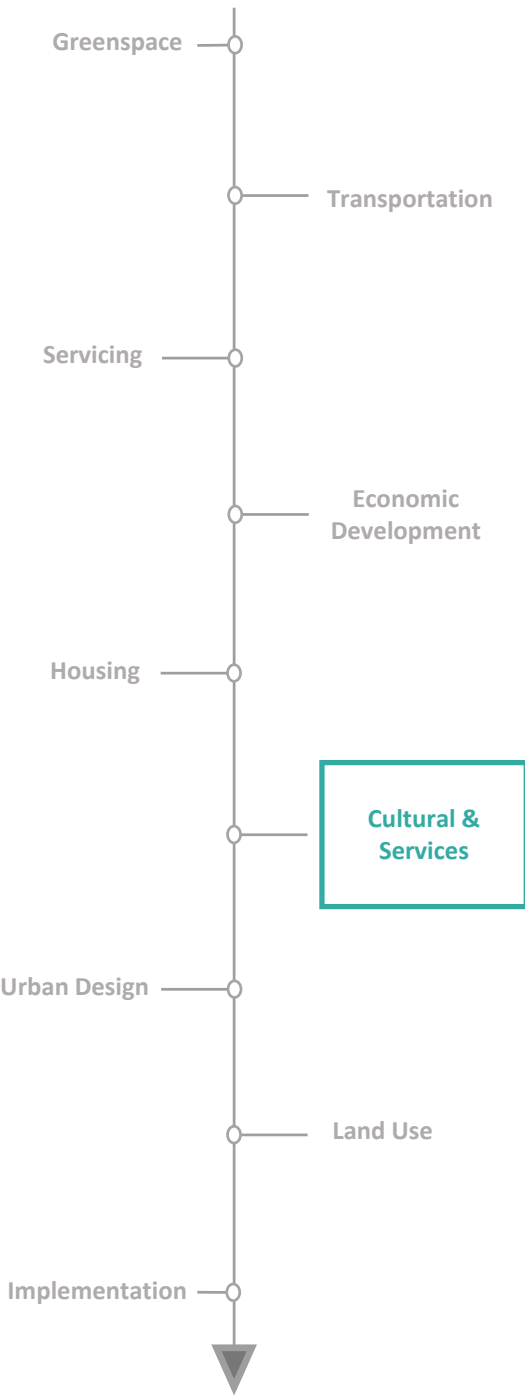 Greenspace
Transportation
Servicing
Economic
Development
Housing
Cultural &
Services
Urban Design
Land Use
Implementation